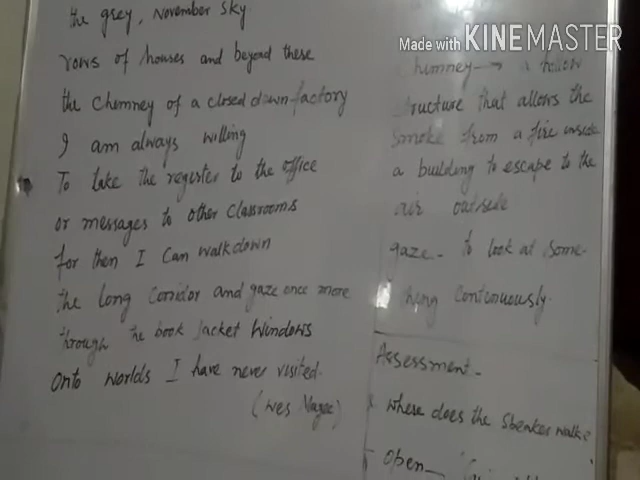 the grey, November sky
rows of houses and beyond these
the chimney of a closed down factory
I am always willing
To take the register to the office
or messages to other classrooms
for then I can walk down
the long corridor and gaze once more
through the book jacket windows
onto worlds I have never visited.
(Wes Magee)
Made with KINEMASTER
himney → a hollow
structure that allows the
smoke from a fire inside
a building to escape to the
air outside
gaze - to look at some-
hing continuously.
Assessment -
where does the speaker walk
open -